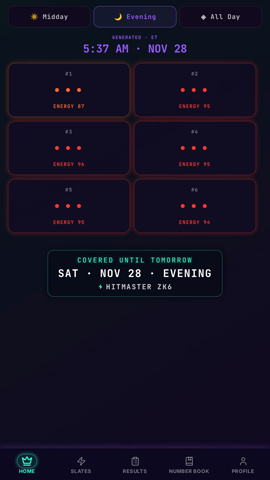 Midday
Evening
All Day
GENERATED · ET
5:37 AM · NOV 28
#1
#2
ENERGY 87
ENERGY 95
#3
#4
ENERGY 96
ENERGY 95
#5
#6
ENERGY 95
ENERGY 94
COVERED UNTIL TOMORROW
SAT · NOV 28 · EVENING
HITMASTER ZK6
HOME
SLATES
RESULTS
NUMBER BOOK
PROFILE